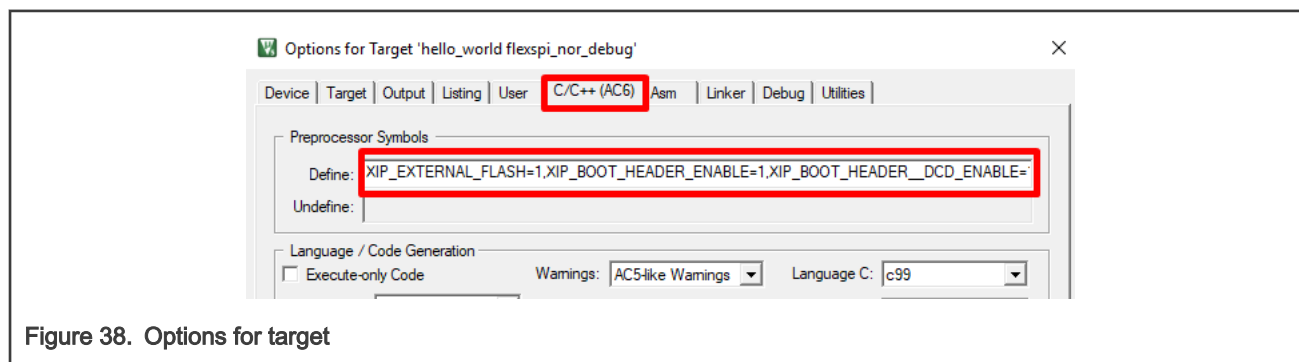 Options for Target 'hello_world flexspi_nor_debug'
Device Target Output Listing User C/C++ (AC6) Asm Linker Debug Utilities
Preprocessor Symbols
Define: XIP_EXTERNAL_FLASH=1,XIP_BOOT_HEADER_ENABLE=1,XIP_BOOT_HEADER__DCD_ENABLE=
Undefine:
Language / Code Generation
Execute-only Code Warnings: AC5-like Warnings Language C: c99
Figure 38. Options for target